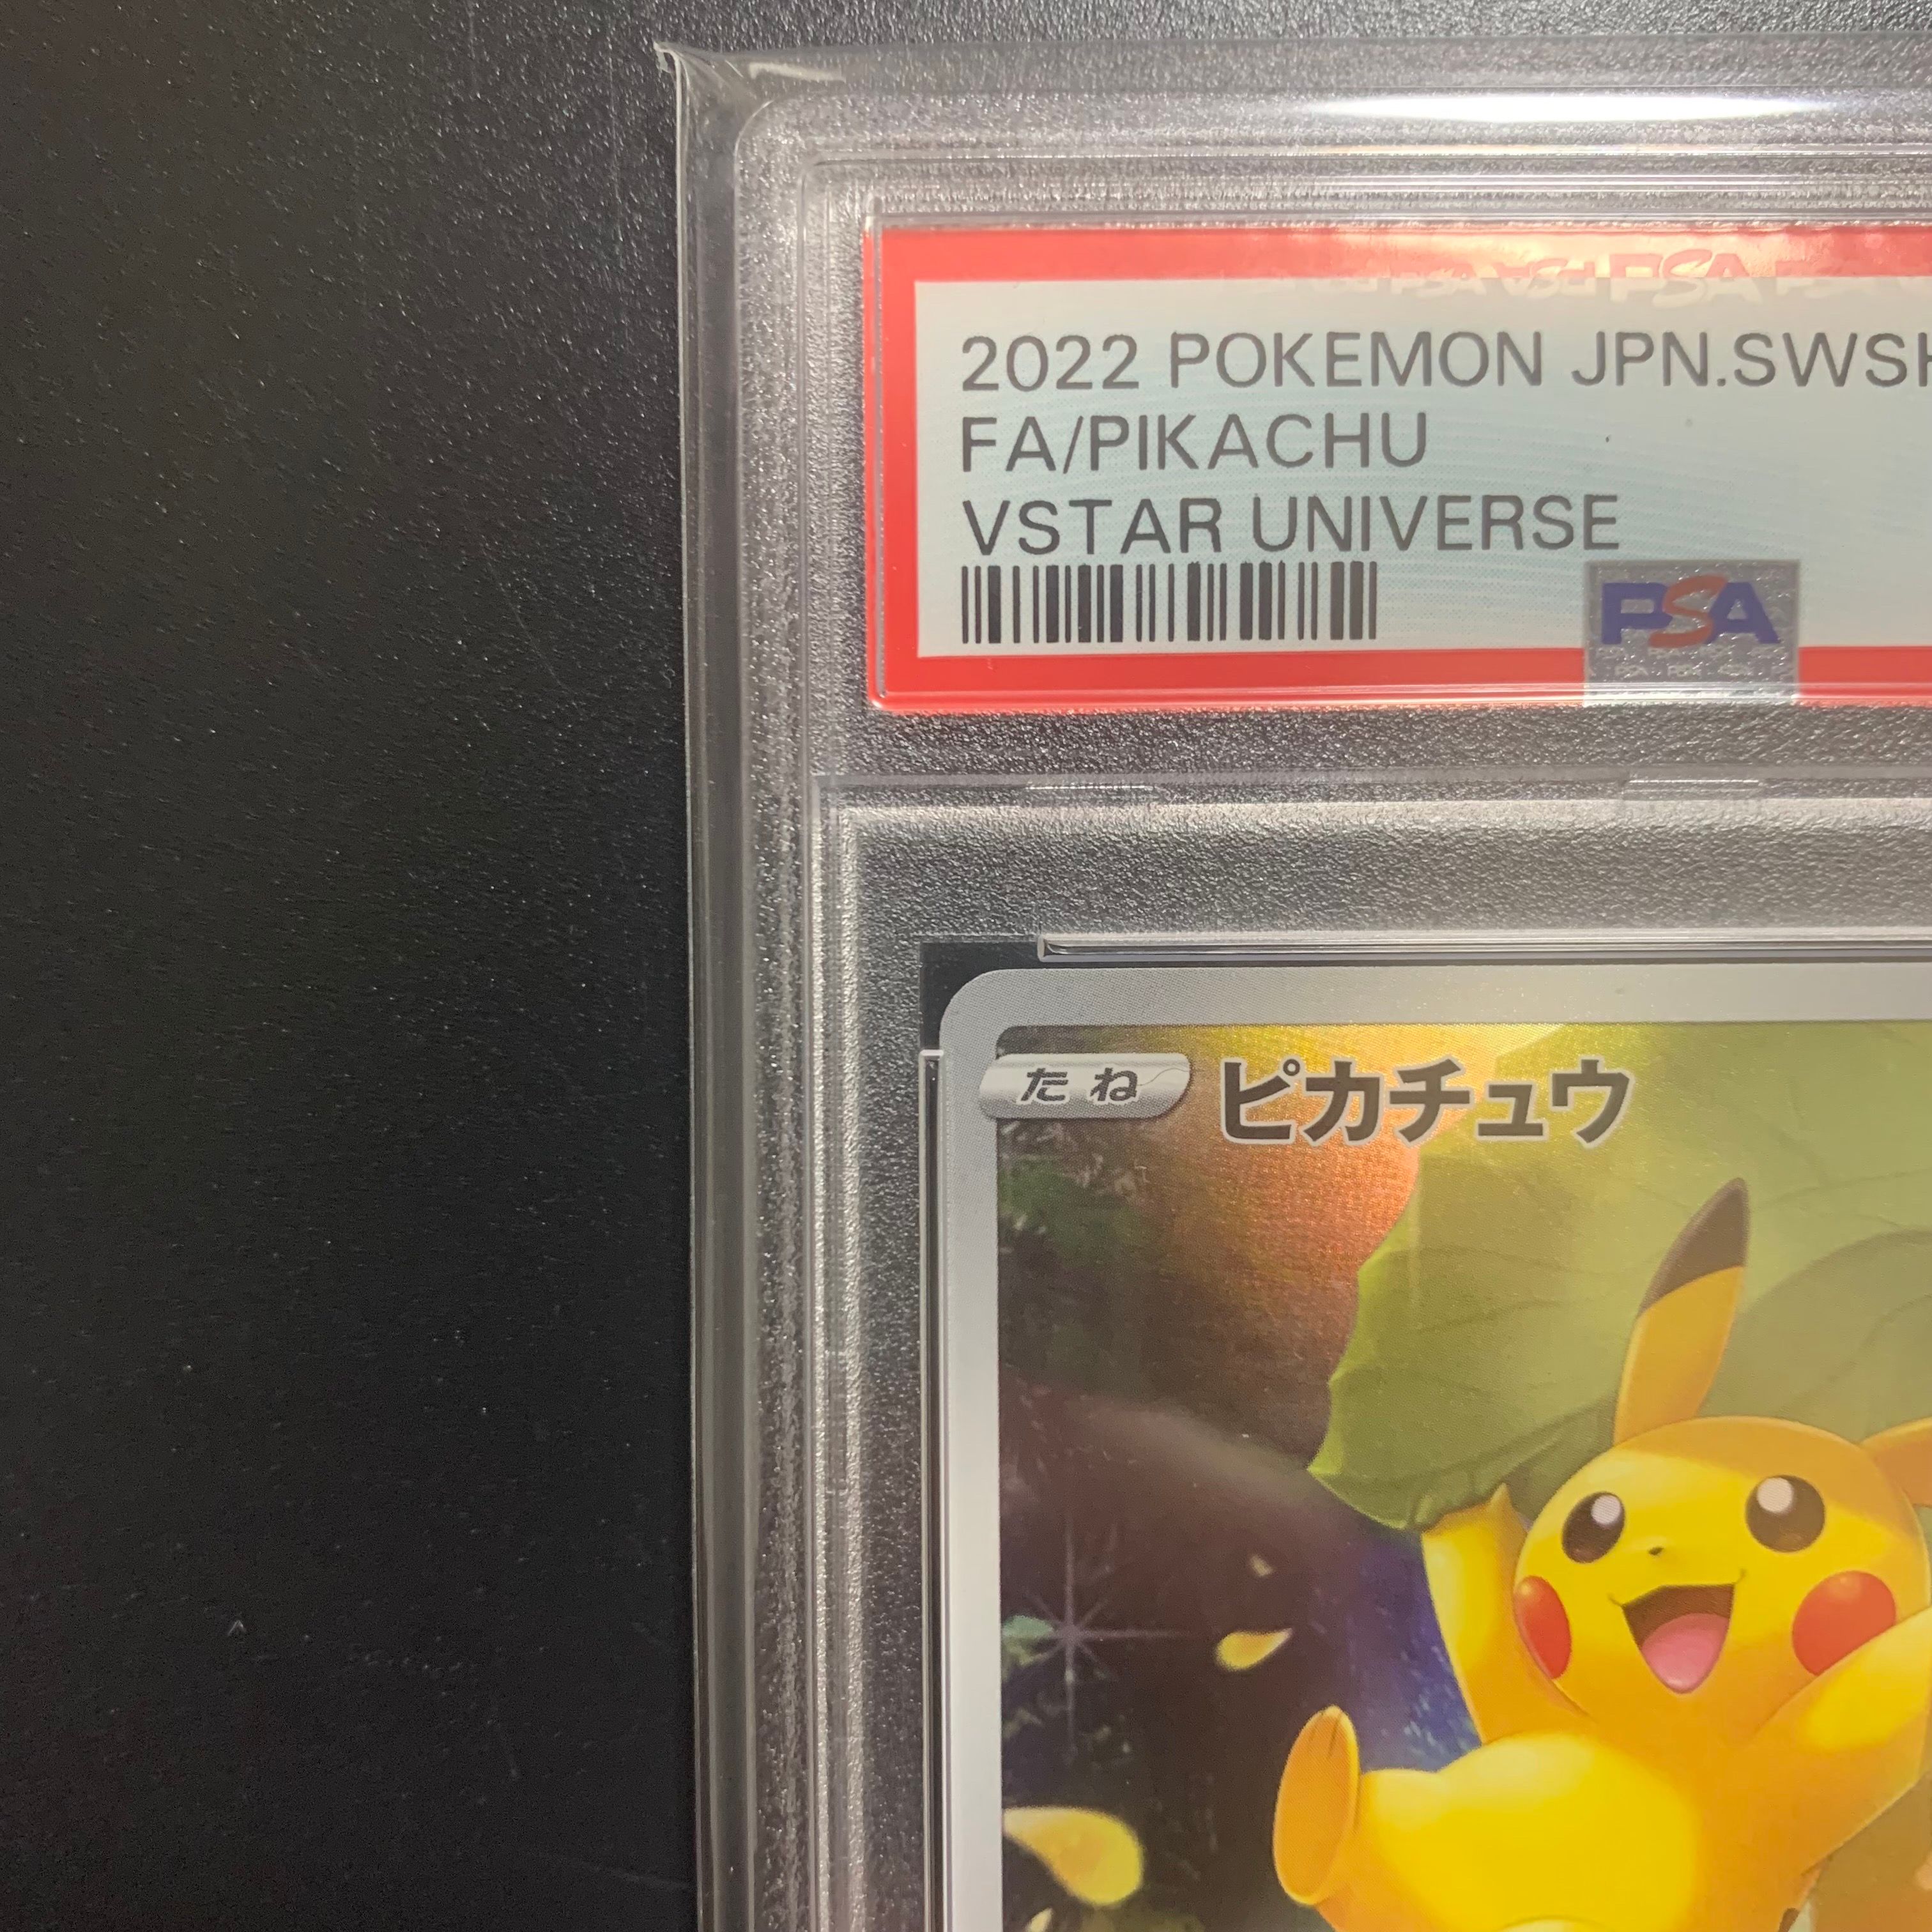 2022 POKEMON JPN.SWSH
FA/PIKACHU
VSTAR UNIVERSE
PSA
たね ピカチュウ